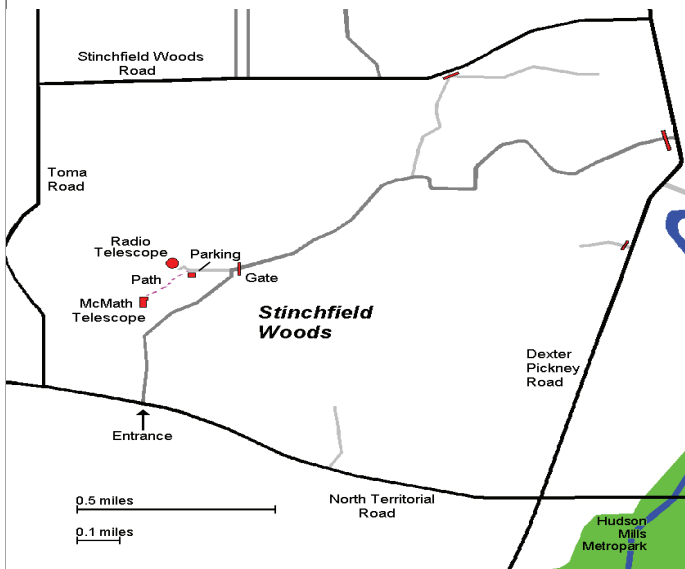 Stinchfield Woods
Road
Toma
Road
Radio
Telescope
Parking
Path
Gate
McMath
Telescope
Stinchfield
Woods
Dexter
Pickney
Road
Entrance
0.5 miles
North Territorial
Road
0.1 miles
Hudson
Mills
Metropark